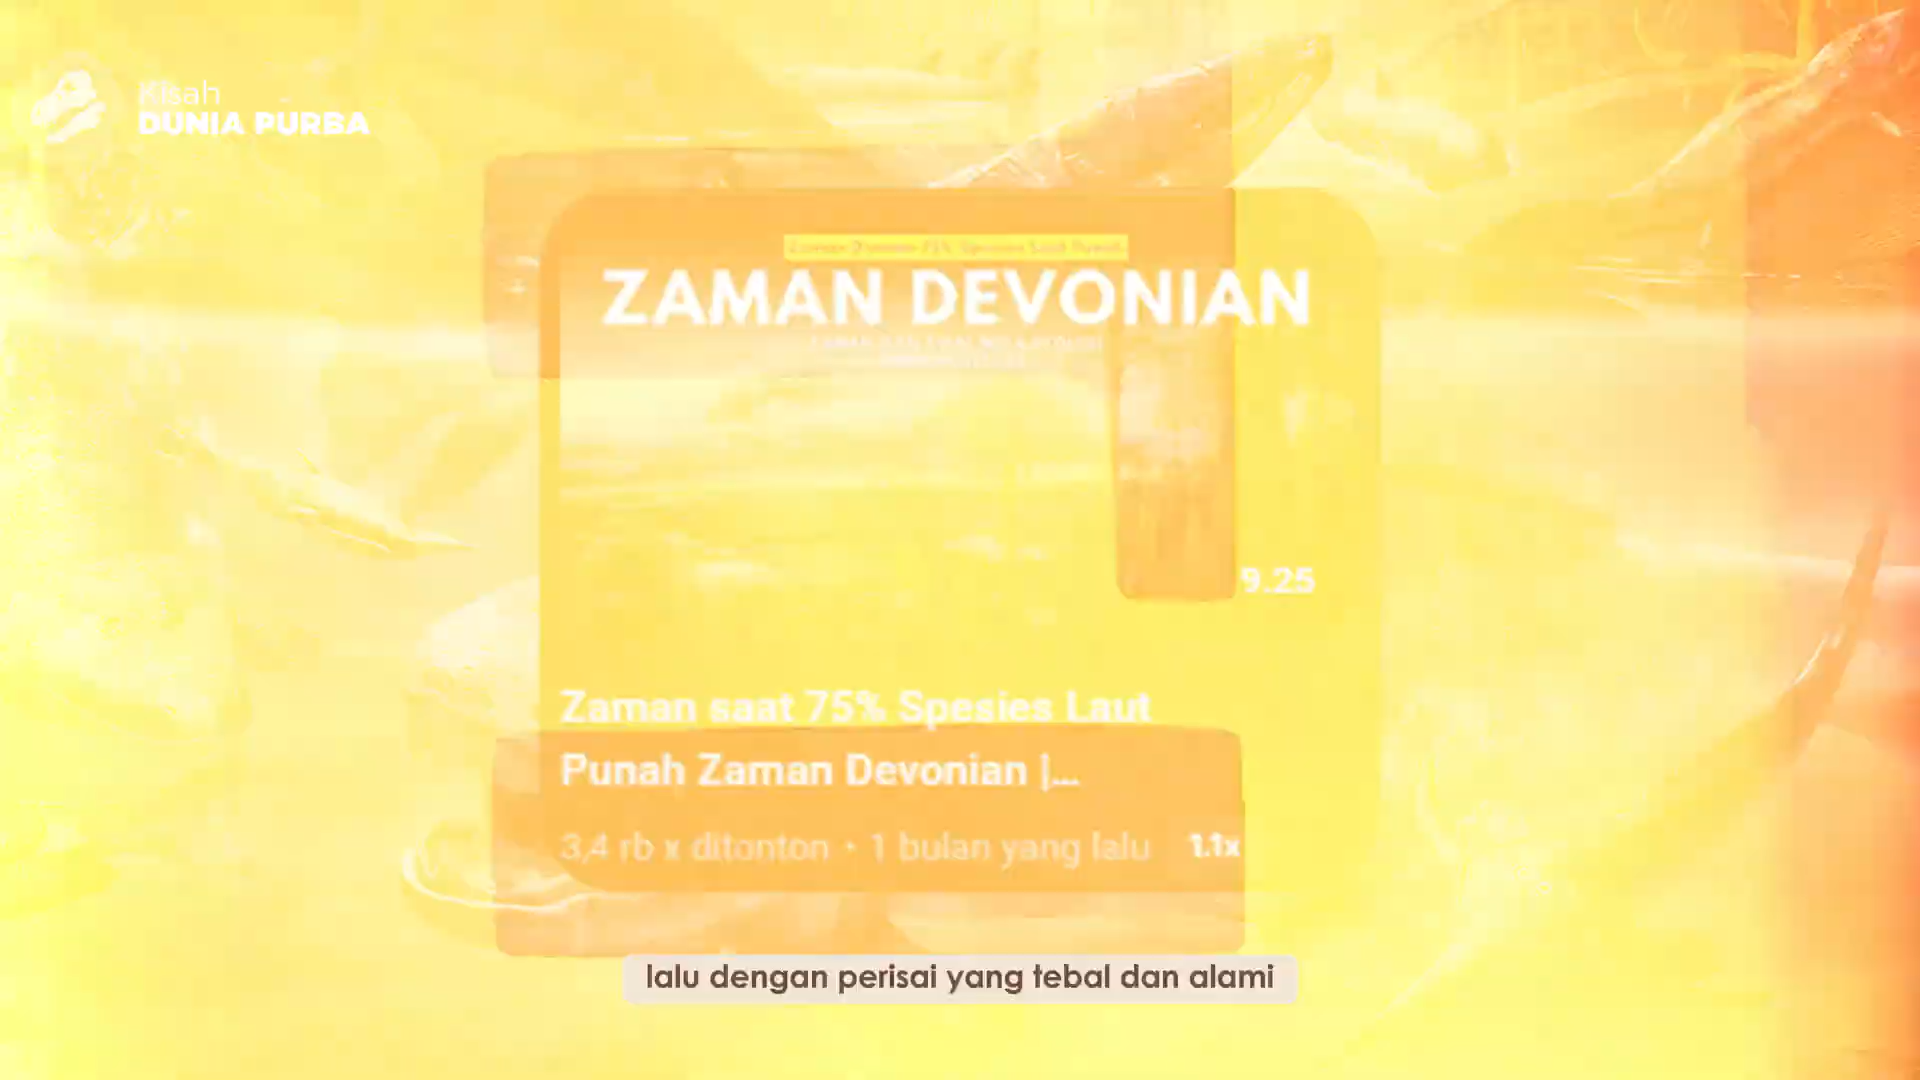 Kisah
DUNIA PURBA
ZAMAN DEVONIAN
9.25
Zaman saat 75% Spesies Laut
Punah Zaman Devonian |...
3,4 rb x ditonton • 1 bulan yang lalu
1.1x
lalu dengan perisai yang tebal dan alami